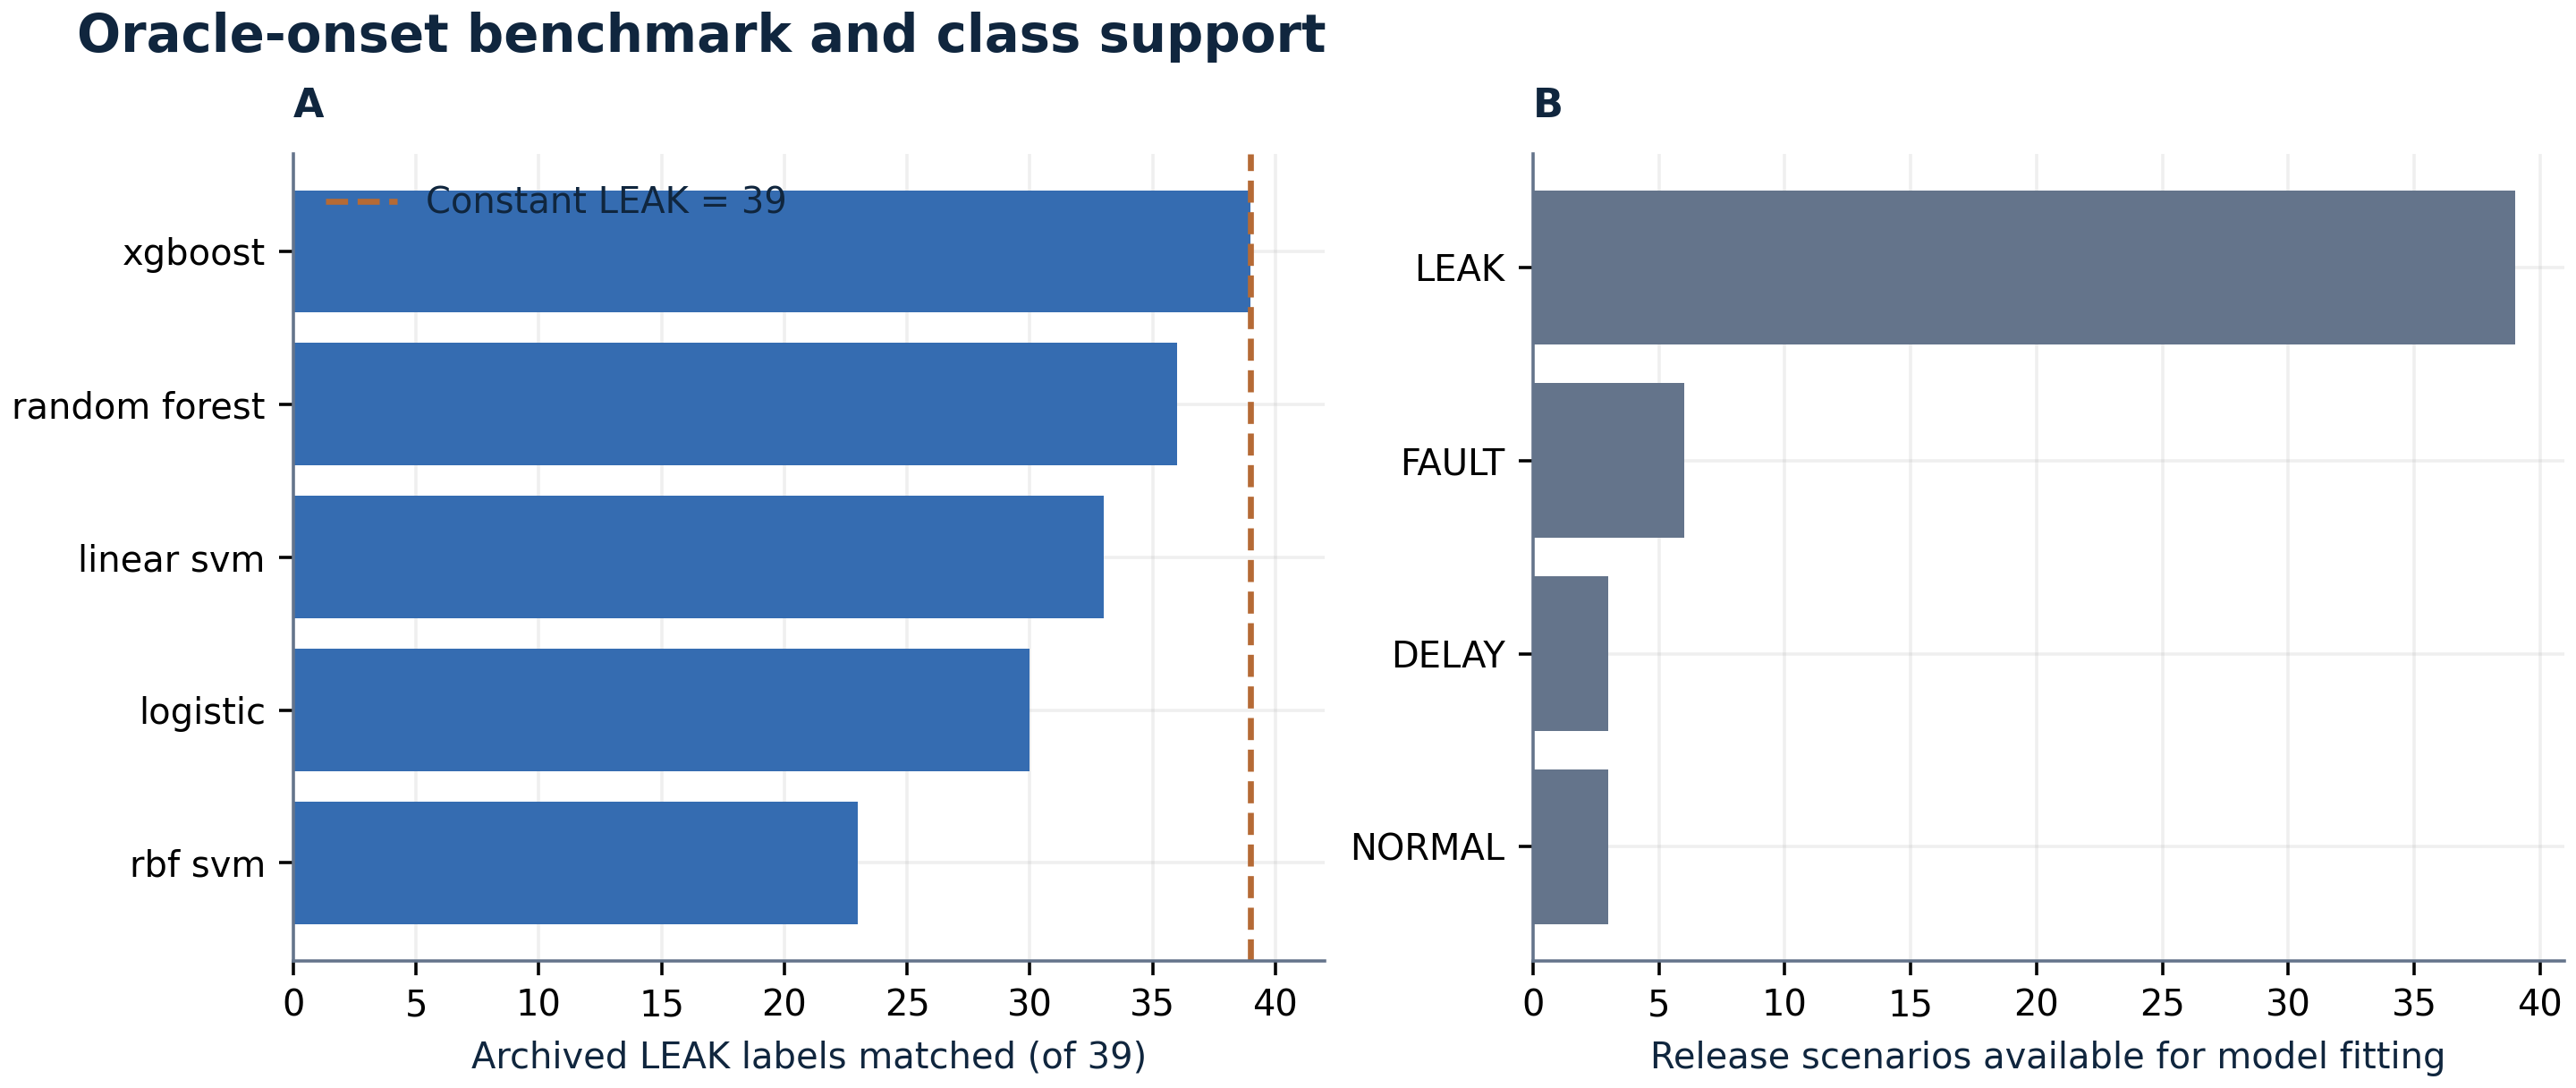 Oracle-onset benchmark and class support
A
Constant LEAK = 39
xgboost
random forest
linear svm
logistic
rbf svm
0 5 10 15 20 25 30 35 40
Archived LEAK labels matched (of 39)
B
LEAK
FAULT
DELAY
NORMAL
0 5 10 15 20 25 30 35 40
Release scenarios available for model fitting